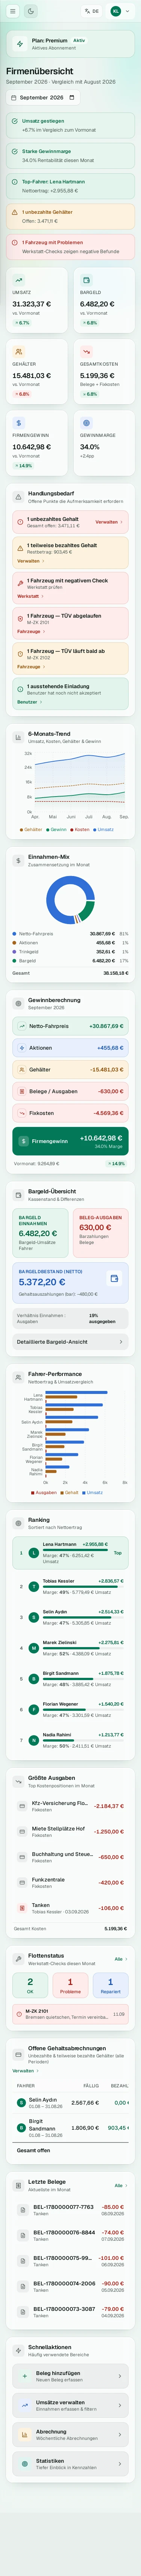 DE
KL
Plan: Premium Aktiv
Aktives Abonnement
Firmenübersicht
September 2026 · Vergleich mit August 2026
September 2026
Umsatz gestiegen
+6.7% im Vergleich zum Vormonat
Starke Gewinnmarge
34.0% Rentabilität diesen Monat
Top-Fahrer: Lena Hartmann
Nettoertrag: +2.955,88 €
1 unbezahlte Gehälter
Offen: 3.471,11 €
1 Fahrzeug mit Problemen
Werkstatt-Checks zeigen negative Befunde
UMSATZ
31.323,37 €
vs. Vormonat
6.7%
BARGELD
6.482,20 €
vs. Vormonat
6.8%
GEHÄLTER
15.481,03 €
vs. Vormonat
6.8%
GESAMTKOSTEN
5.199,36 €
Belege + Fixkosten
6.8%
FIRMENGEWINN
10.642,98 €
vs. Vormonat
14.9%
GEWINNMARGE
34.0%
Handlungsbedarf
Offene Punkte die Aufmerksamkeit erfordern
1 unbezahltes Gehalt
Gesamt offen: 3.471,11 €
Verwalten
1 teilweise bezahltes Gehalt
Restbetrag: 903,45 €
Verwalten
1 Fahrzeug mit negativem Check
Werkstatt prüfen
Werkstatt
1 Fahrzeug — TÜV abgelaufen
M-ZK 2101
Fahrzeuge
1 Fahrzeug — TÜV läuft bald ab
M-ZK 2102
Fahrzeuge
1 ausstehende Einladung
Benutzer hat noch nicht akzeptiert
Benutzer
6-Monats-Trend
Umsatz, Kosten, Gehälter & Gewinn
32k
24k
16k
8k
0k
Apr. Mai Juni Juli Aug. Sep.
Gehälter Gewinn Kosten Umsatz
Einnahmen-Mix
Zusammensetzung im Monat
Netto-Fahrpreis 30.867,69 € 81%
Aktionen 455,68 € 1%
Trinkgeld 352,61 € 1%
Bargeld 6.482,20 € 17%
Gesamt 38.158,18 €
Gewinnberechnung
September 2026
Netto-Fahrpreis +30.867,69 €
Aktionen +455,68 €
Gehälter -15.481,03 €
Belege / Ausgaben -630,00 €
Fixkosten -4.569,36 €
Firmengewinn +10.642,98 €
34.0% Marge
Vormonat: 9.264,89 € 14.9%
Bargeld-Übersicht
Kassenstand & Differenzen
BARGELD EINNAHMEN
6.482,20 €
Bargeld-Umsätze Fahrer
BELEG-AUSGABEN
630,00 €
Barzahlungen Belege
BARGELDBESTAND (NETTO)
5.372,20 €
Gehaltsauszahlungen (bar): -480,00 €
Verhältnis Einnahmen : Ausgaben
19% ausgegeben
Detaillierte Bargeld-Ansicht
Fahrer-Performance
Nettobeitrag & Umsatzvergleich
Lena Hartmann
Tobias Kessler
Selin Aydın
Marek Zielinski
Birgit Sandmann
Florian Wegener
Nadia Rahimi
0k 2k 4k 6k 8k
Ausgaben Gehalt Umsatz
Ranking
Sortiert nach Nettobeitrag
1 L Lena Hartmann +2.955,88 €
Marge: 47% · 6.251,42 € Umsatz
Top
2 T Tobias Kessler +2.836,57 €
Marge: 49% · 5.779,49 € Umsatz
3 S Selin Aydın +2.514,33 €
Marge: 47% · 5.305,85 € Umsatz
4 M Marek Zielinski +2.275,81 €
Marge: 52% · 4.388,09 € Umsatz
5 B Birgit Sandmann +1.875,78 €
Marge: 48% · 3.885,42 € Umsatz
6 F Florian Wegener +1.540,20 €
Marge: 47% · 3.301,59 € Umsatz
7 N Nadia Rahimi +1.213,77 €
Marge: 50% · 2.411,51 € Umsatz
Größte Ausgaben
Top Kostenpositionen im Monat
Kfz-Versicherung Flo... -2.184,37 €
Fixkosten
Miete Stellplätze Hof -1.250,00 €
Fixkosten
Buchhaltung und Steue... -650,00 €
Fixkosten
Funkzentrale -420,00 €
Fixkosten
Tanken -106,00 €
Tobias Kessler · 03.09.2026
Gesamt Kosten 5.199,36 €
Flottenstatus
Werkstatt-Checks diesen Monat
Alle
2
OK
1
Probleme
1
Repariert
M-ZK 2101 11.09
Bremsen quietschen, Termin vereinba...
Offene Gehaltsabrechnungen
Unbezahlte & teilweise bezahlte Gehälter (alle Perioden)
Verwalten
FAHRER FÄLLIG BEZAHL
S Selin Aydın 2.567,66 € 0,00
01.08 – 31.08.26
B Birgit Sandmann 1.806,90 € 903,45
01.08 – 31.08.26
Gesamt offen
Letzte Belege
Aktuellste im Monat
Alle
BEL-1780000077-7763 -85,00 €
Tanken 08.09.2026
BEL-1780000076-8844 -74,00 €
Tanken 07.09.2026
BEL-1780000075-99... -101,00 €
Tanken 06.09.2026
BEL-1780000074-2006 -90,00 €
Tanken 05.09.2026
BEL-1780000073-3087 -79,00 €
Tanken 04.09.2026
Schnellaktionen
Häufig verwendete Bereiche
Beleg hinzufügen
Neuen Beleg erfassen
Umsätze verwalten
Einnahmen erfassen & filtern
Abrechnung
Wöchentliche Abrechnungen
Statistiken
Tiefer Einblick in Kennzahlen